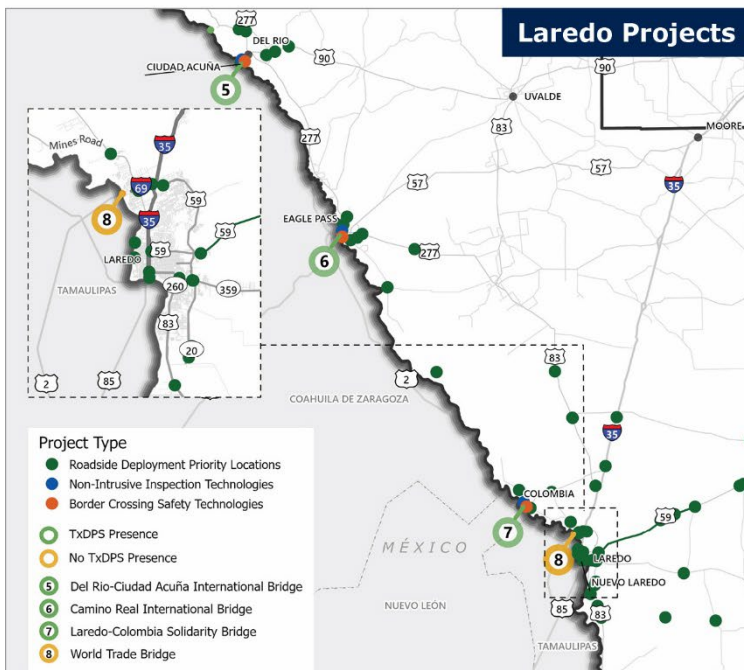 Laredo Projects
277
DEL RIO
CIUDAD ACUÑA
5
90
90
UVALDE
83
MOORE
277
57
57
35
Mines Road
35
69
59
8
35
59
59
LAREDO
TAMAULIPAS
260
359
83
20
2
85
EAGLE PASS
6
277
2
83
COAHUILA DE ZARAGOZA
35
COLOMBIA
7
59
MÉXICO
8
LAREDO
NUEVO LAREDO
NUEVO LEÓN
85
83
TAMAULIPAS
Project Type
Roadside Deployment Priority Locations
Non-Intrusive Inspection Technologies
Border Crossing Safety Technologies
TxDPS Presence
No TxDPS Presence
5 Del Rio-Ciudad Acuña International Bridge
6 Camino Real International Bridge
7 Laredo-Colombia Solidarity Bridge
8 World Trade Bridge